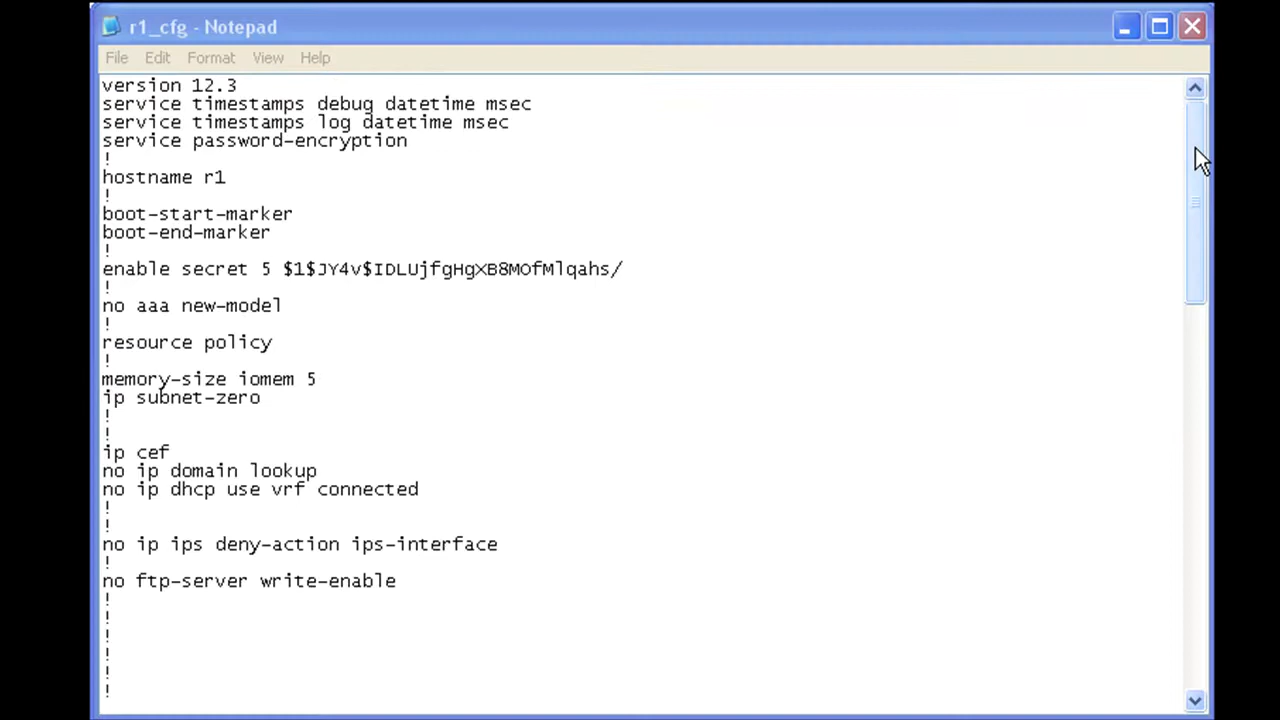 r1_cfg - Notepad
File Edit Format View Help
version 12.3
service timestamps debug datetime msec
service timestamps log datetime msec
service password-encryption
!
hostname r1
!
boot-start-marker
boot-end-marker
!
enable secret 5 $1$JY4v$IDLUjfgHgXB8MOfMlqahs/
!
no aaa new-model
!
resource policy
!
memory-size iomem 5
ip subnet-zero
!
!
ip cef
no ip domain lookup
no ip dhcp use vrf connected
!
!
no ip ips deny-action ips-interface
!
no ftp-server write-enable
!
!
!
!
!
!